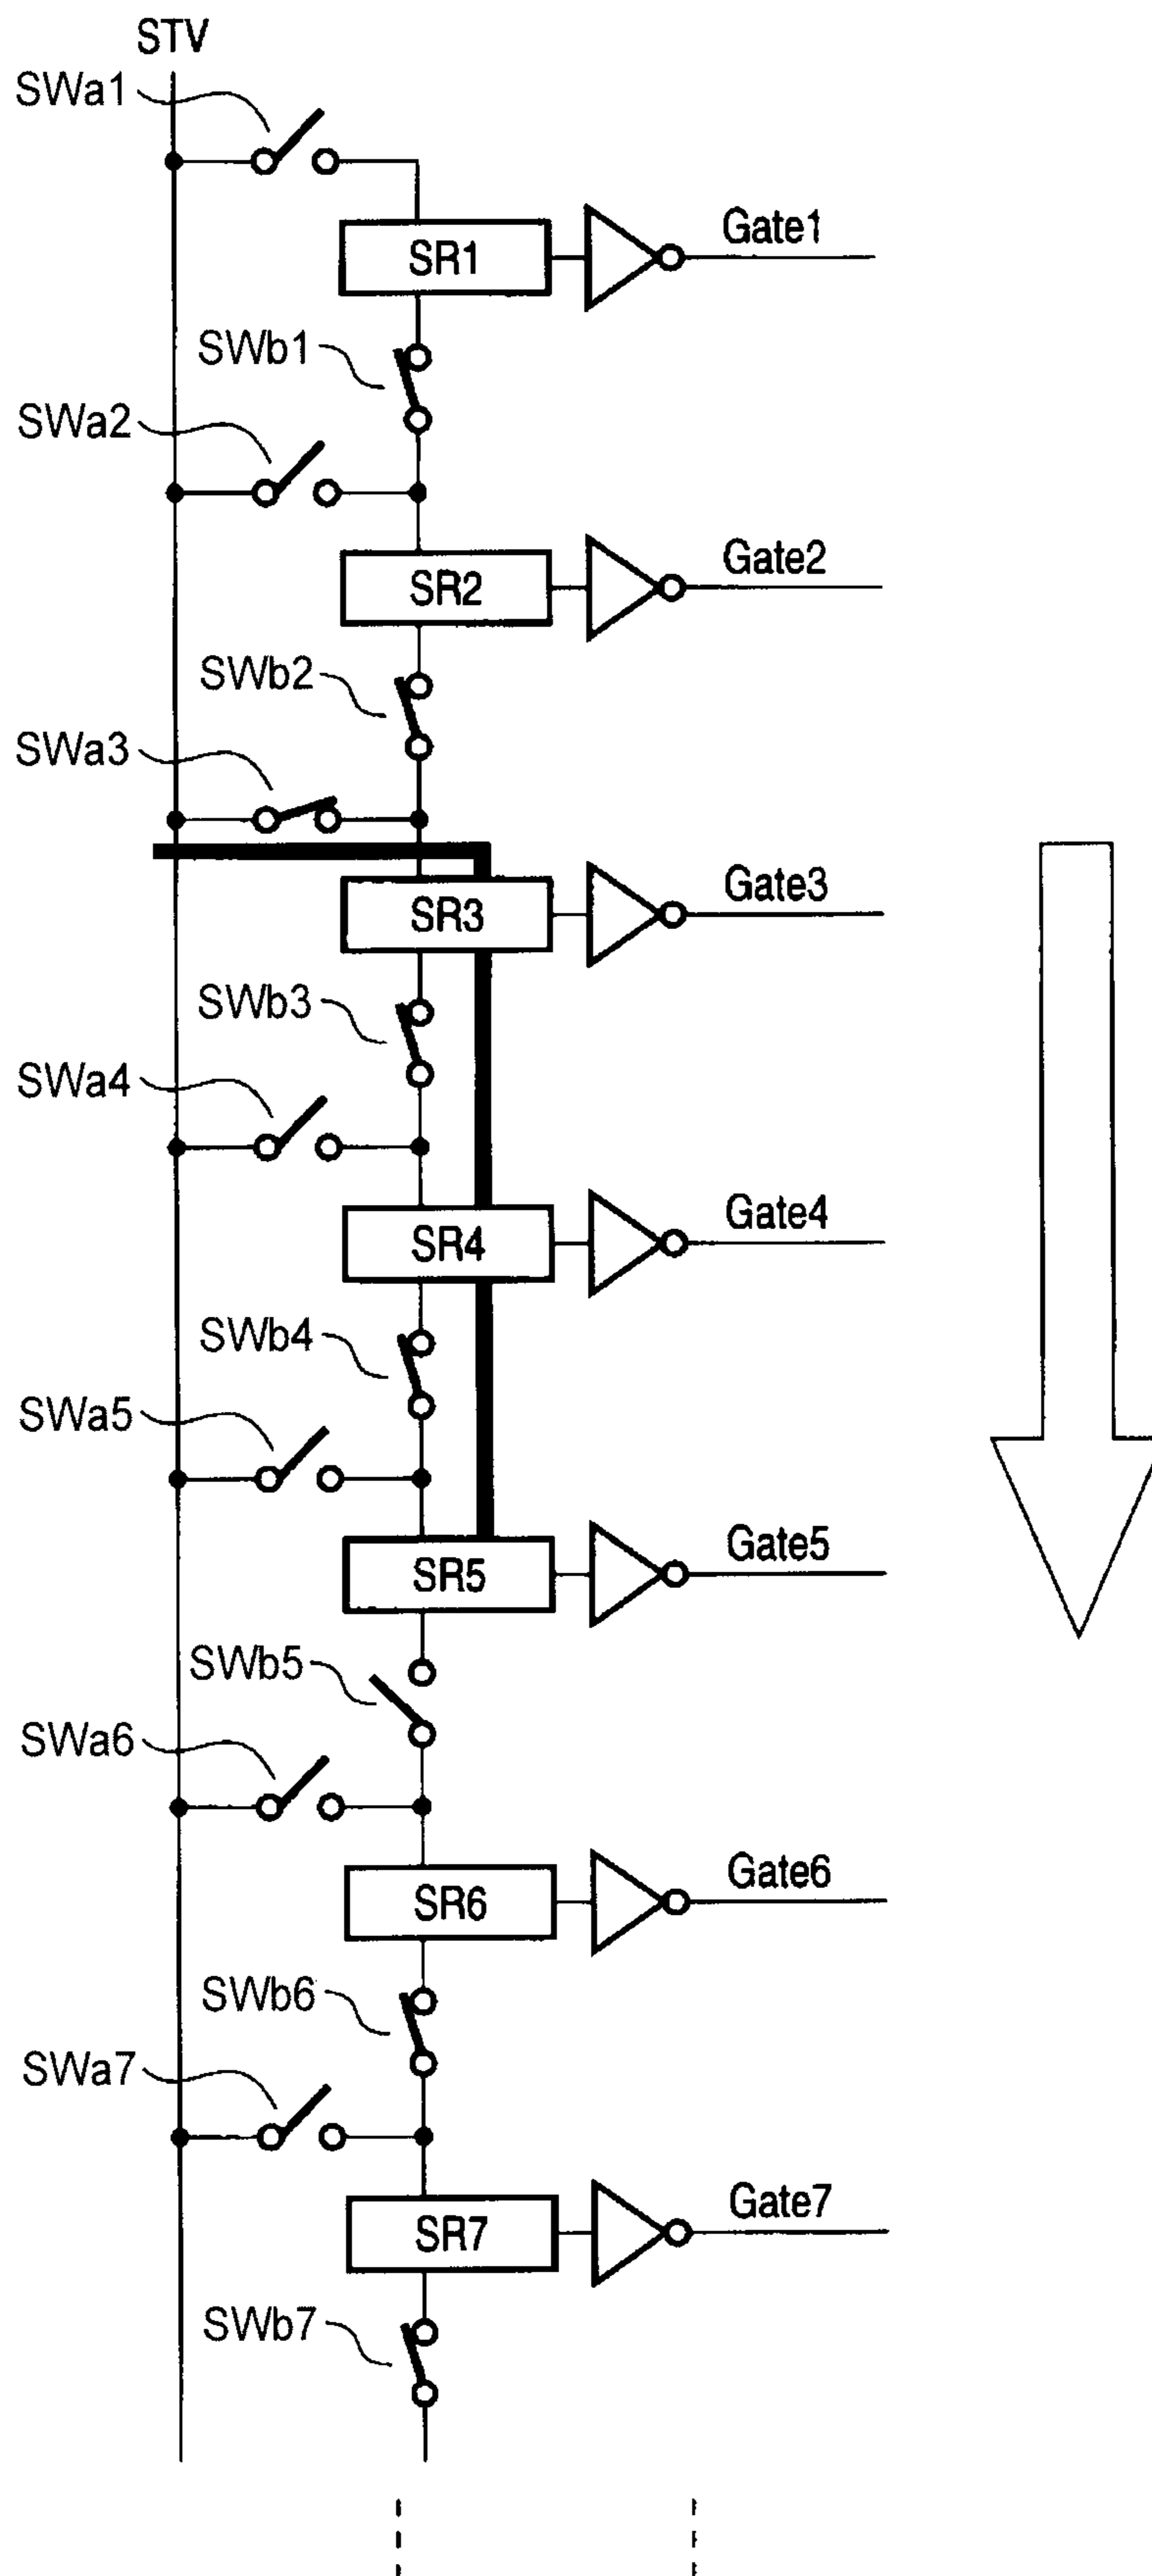 STV
SWa1
Gate1
SR1
SWb1
SWa2
Gate2
SR2
SWb2
SWa3
Gate3
SR3
SWb3
SWa4
Gate4
SR4
SWb4
SWa5
Gate5
SR5
SWb5
SWa6
Gate6
SR6
SWb6
SWa7
Gate7
SR7
SWb7